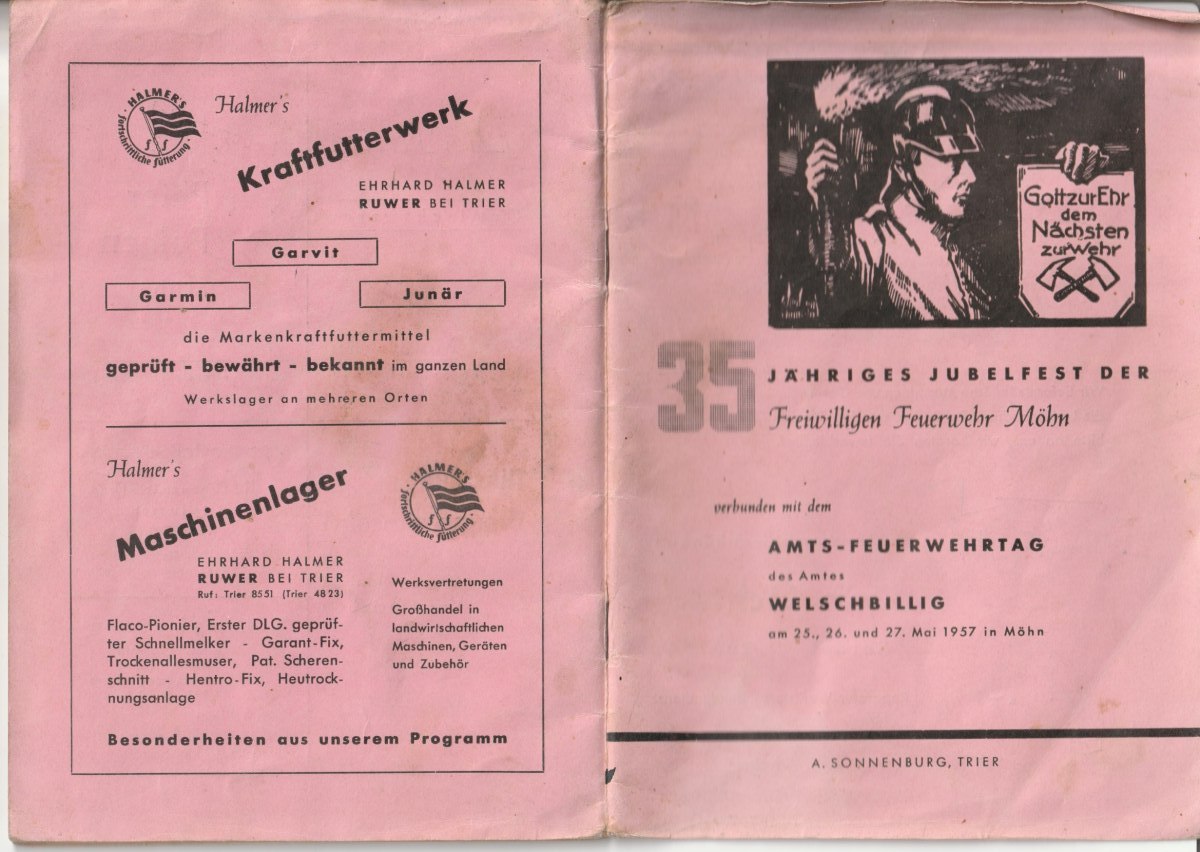 HALMER'S
fortschrittliche Fütterung
Halmer's
Kraftfutterwerk
EHRHARD HALMER
RUWER BEI TRIER
Garvit
Garmin
Junär
die Markenkraftfuttermittel
geprüft - bewährt - bekannt im ganzen Land
Werkslager an mehreren Orten
Halmer's
Maschinenlager
HALMER'S
fortschrittliche Fütterung
EHRHARD HALMER
RUWER BEI TRIER
Ruf: Trier 8551 (Trier 4823)
Flaco-Pionier, Erster DLG. geprüf-
ter Schnellmelker - Garant-Fix,
Trockenallesmuser, Pat. Scheren-
schnitt - Hentro-Fix, Heutrock-
nungsanlage
Werksvertretungen
Großhandel in
landwirtschaftlichen
Maschinen, Geräten
und Zubehör
Besonderheiten aus unserem Programm
Gott zur Ehr
dem
Nächsten
zur Wehr
35 JÄHRIGES JUBELFEST DER
Freiwilligen Feuerwehr Möhn
verbunden mit dem
AMTS-FEUERWEHRTAG
des Amtes
WELSCHBILLIG
am 25., 26. und 27. Mai 1957 in Möhn
A. SONNENBURG, TRIER